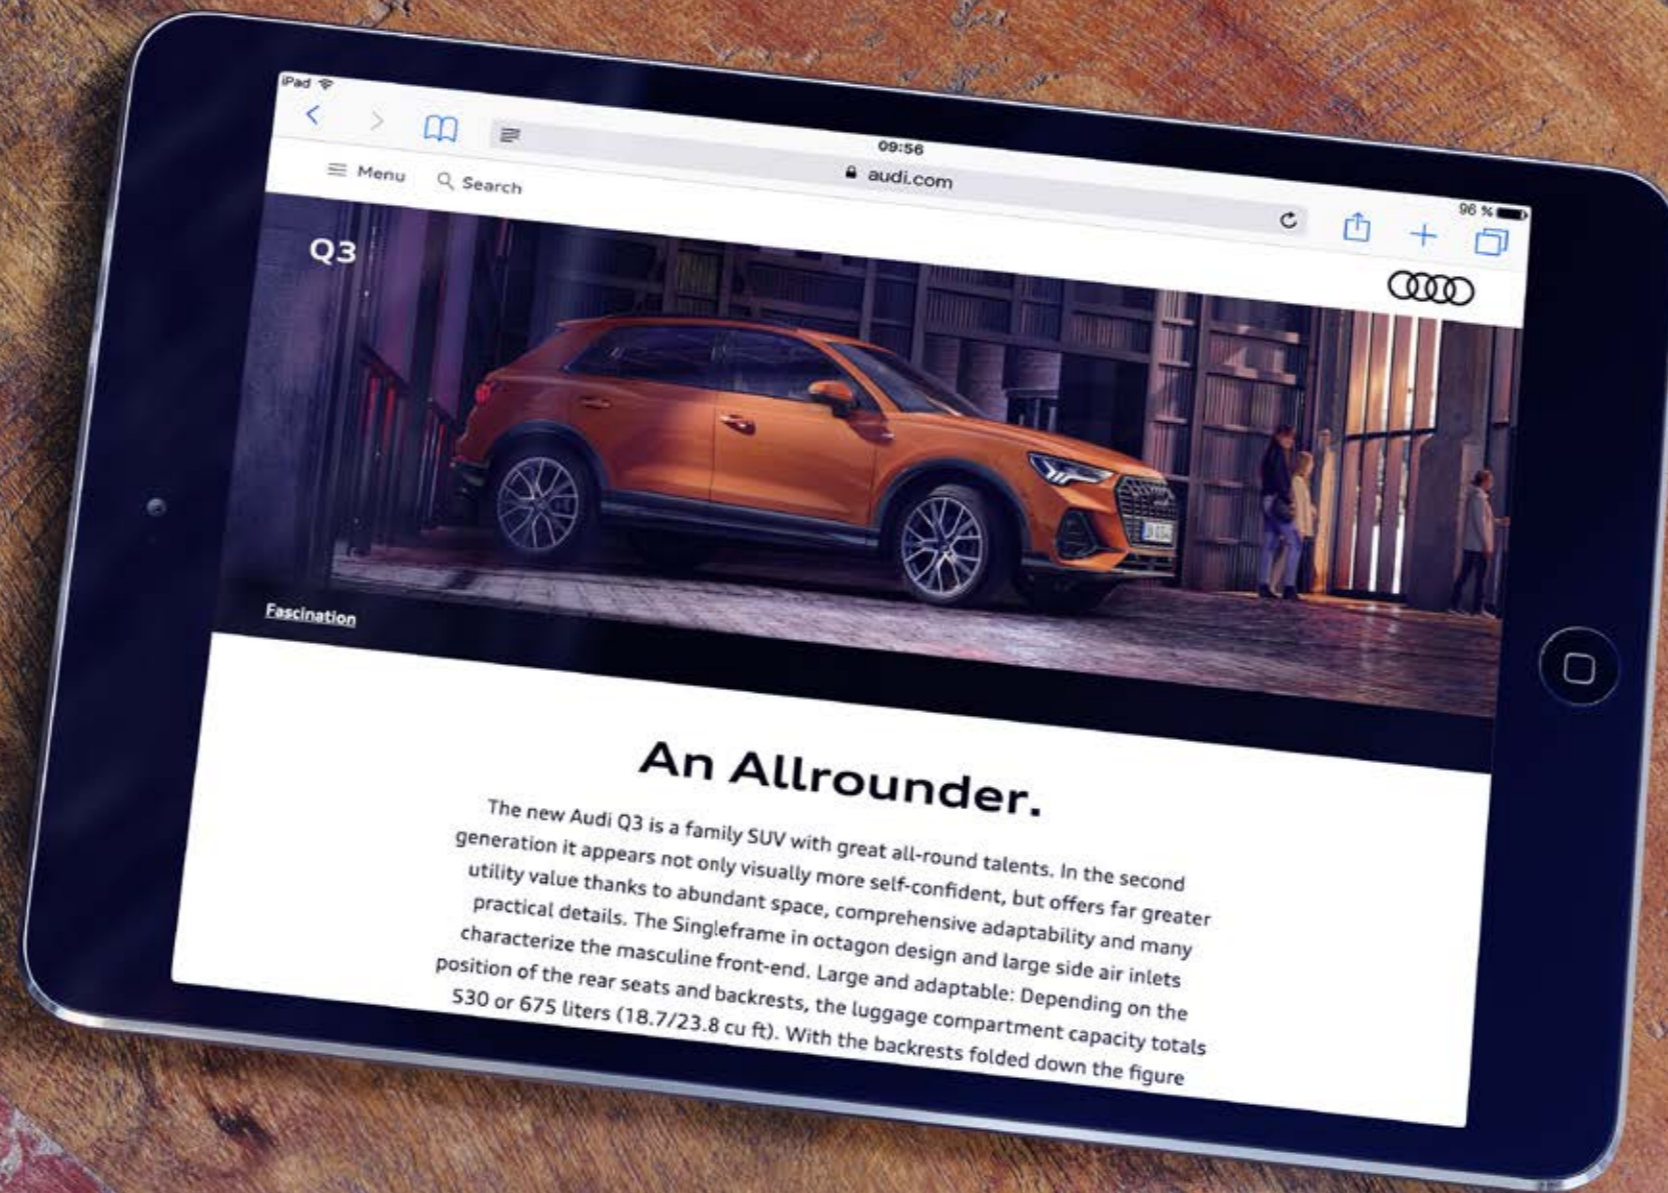 iPad
09:56
96 %
audi.com
Menu Search
Q3
Fascination
An Allrounder.
The new Audi Q3 is a family SUV with great all-round talents. In the second
generation it appears not only visually more self-confident, but offers far greater
utility value thanks to abundant space, comprehensive adaptability and many
practical details. The Singleframe in octagon design and large side air inlets
characterize the masculine front-end. Large and adaptable: Depending on the
position of the rear seats and backrests, the luggage compartment capacity totals
530 or 675 liters (18.7/23.8 cu ft). With the backrests folded down the figure